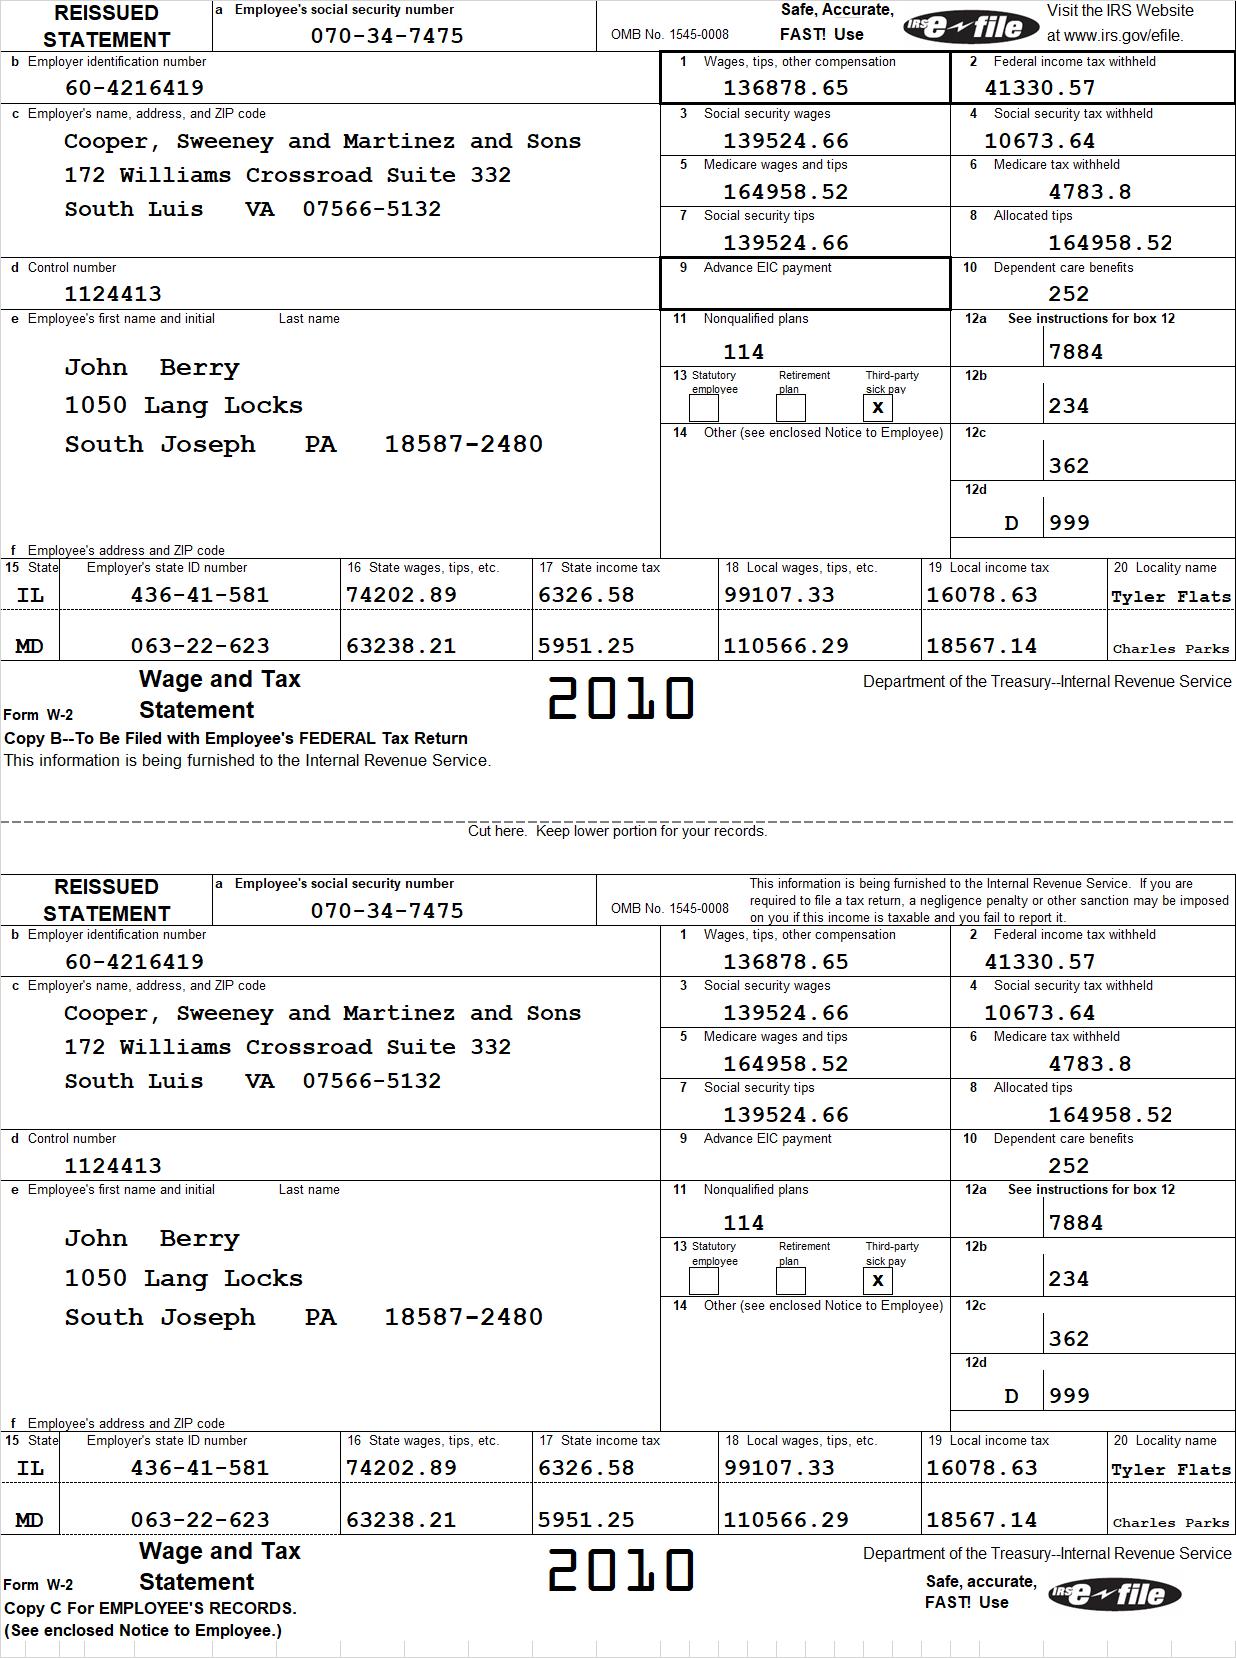 REISSUED STATEMENT
a Employee's social security number
070-34-7475
OMB No. 1545-0008
Safe, Accurate,
FAST! Use
IRS e-file
Visit the IRS Website
at www.irs.gov/efile.
b Employer identification number
60-4216419
1 Wages, tips, other compensation
136878.65
2 Federal income tax withheld
41330.57
c Employer's name, address, and ZIP code
Cooper, Sweeney and Martinez and Sons
172 Williams Crossroad Suite 332
South Luis VA 07566-5132
3 Social security wages
139524.66
4 Social security tax withheld
10673.64
5 Medicare wages and tips
164958.52
6 Medicare tax withheld
4783.8
7 Social security tips
139524.66
8 Allocated tips
164958.52
d Control number
1124413
9 Advance EIC payment
10 Dependent care benefits
252
e Employee's first name and initial Last name
John Berry
1050 Lang Locks
South Joseph PA 18587-2480
f Employee's address and ZIP code
11 Nonqualified plans
114
12a See instructions for box 12
7884
13 Statutory employee
Retirement plan
Third-party sick pay
X
12b
234
14 Other (see enclosed Notice to Employee)
12c
362
12d
D 999
15 State Employer's state ID number 16 State wages, tips, etc. 17 State income tax 18 Local wages, tips, etc. 19 Local income tax 20 Locality name
IL 436-41-581 74202.89 6326.58 99107.33 16078.63 Tyler Flats
MD 063-22-623 63238.21 5951.25 110566.29 18567.14 Charles Parks
Form W-2
Wage and Tax
Statement
2010
Department of the Treasury--Internal Revenue Service
Copy B--To Be Filed with Employee's FEDERAL Tax Return
This information is being furnished to the Internal Revenue Service.
Cut here. Keep lower portion for your records.
REISSUED STATEMENT
a Employee's social security number
070-34-7475
OMB No. 1545-0008
This information is being furnished to the Internal Revenue Service. If you are
required to file a tax return, a negligence penalty or other sanction may be imposed
on you if this income is taxable and you fail to report it.
b Employer identification number
60-4216419
1 Wages, tips, other compensation
136878.65
2 Federal income tax withheld
41330.57
c Employer's name, address, and ZIP code
Cooper, Sweeney and Martinez and Sons
172 Williams Crossroad Suite 332
South Luis VA 07566-5132
3 Social security wages
139524.66
4 Social security tax withheld
10673.64
5 Medicare wages and tips
164958.52
6 Medicare tax withheld
4783.8
7 Social security tips
139524.66
8 Allocated tips
164958.52
d Control number
1124413
9 Advance EIC payment
10 Dependent care benefits
252
e Employee's first name and initial Last name
John Berry
1050 Lang Locks
South Joseph PA 18587-2480
f Employee's address and ZIP code
11 Nonqualified plans
114
12a See instructions for box 12
7884
13 Statutory employee
Retirement plan
Third-party sick pay
X
12b
234
14 Other (see enclosed Notice to Employee)
12c
362
12d
D 999
15 State Employer's state ID number 16 State wages, tips, etc. 17 State income tax 18 Local wages, tips, etc. 19 Local income tax 20 Locality name
IL 436-41-581 74202.89 6326.58 99107.33 16078.63 Tyler Flats
MD 063-22-623 63238.21 5951.25 110566.29 18567.14 Charles Parks
Form W-2
Wage and Tax
Statement
2010
Department of the Treasury--Internal Revenue Service
Safe, accurate,
FAST! Use
IRS e-file
Copy C For EMPLOYEE'S RECORDS.
(See enclosed Notice to Employee.)